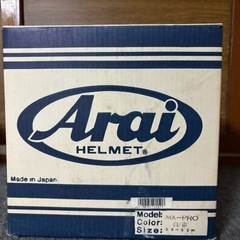 Arai
HELMET®
Made in Japan
Model: MX-PRO
Color:
Size: